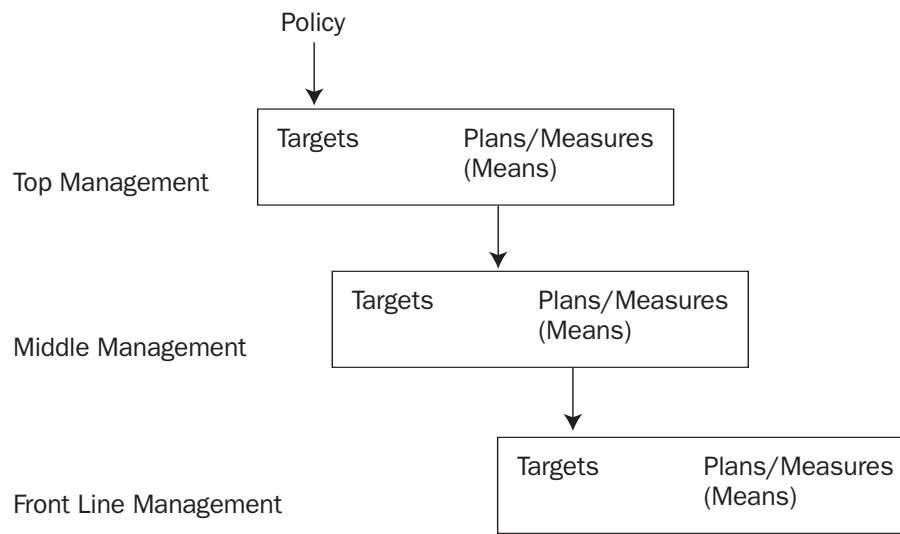 Policy
Targets Plans/Measures
(Means)
Top Management
Targets Plans/Measures
(Means)
Middle Management
Targets Plans/Measures
(Means)
Front Line Management